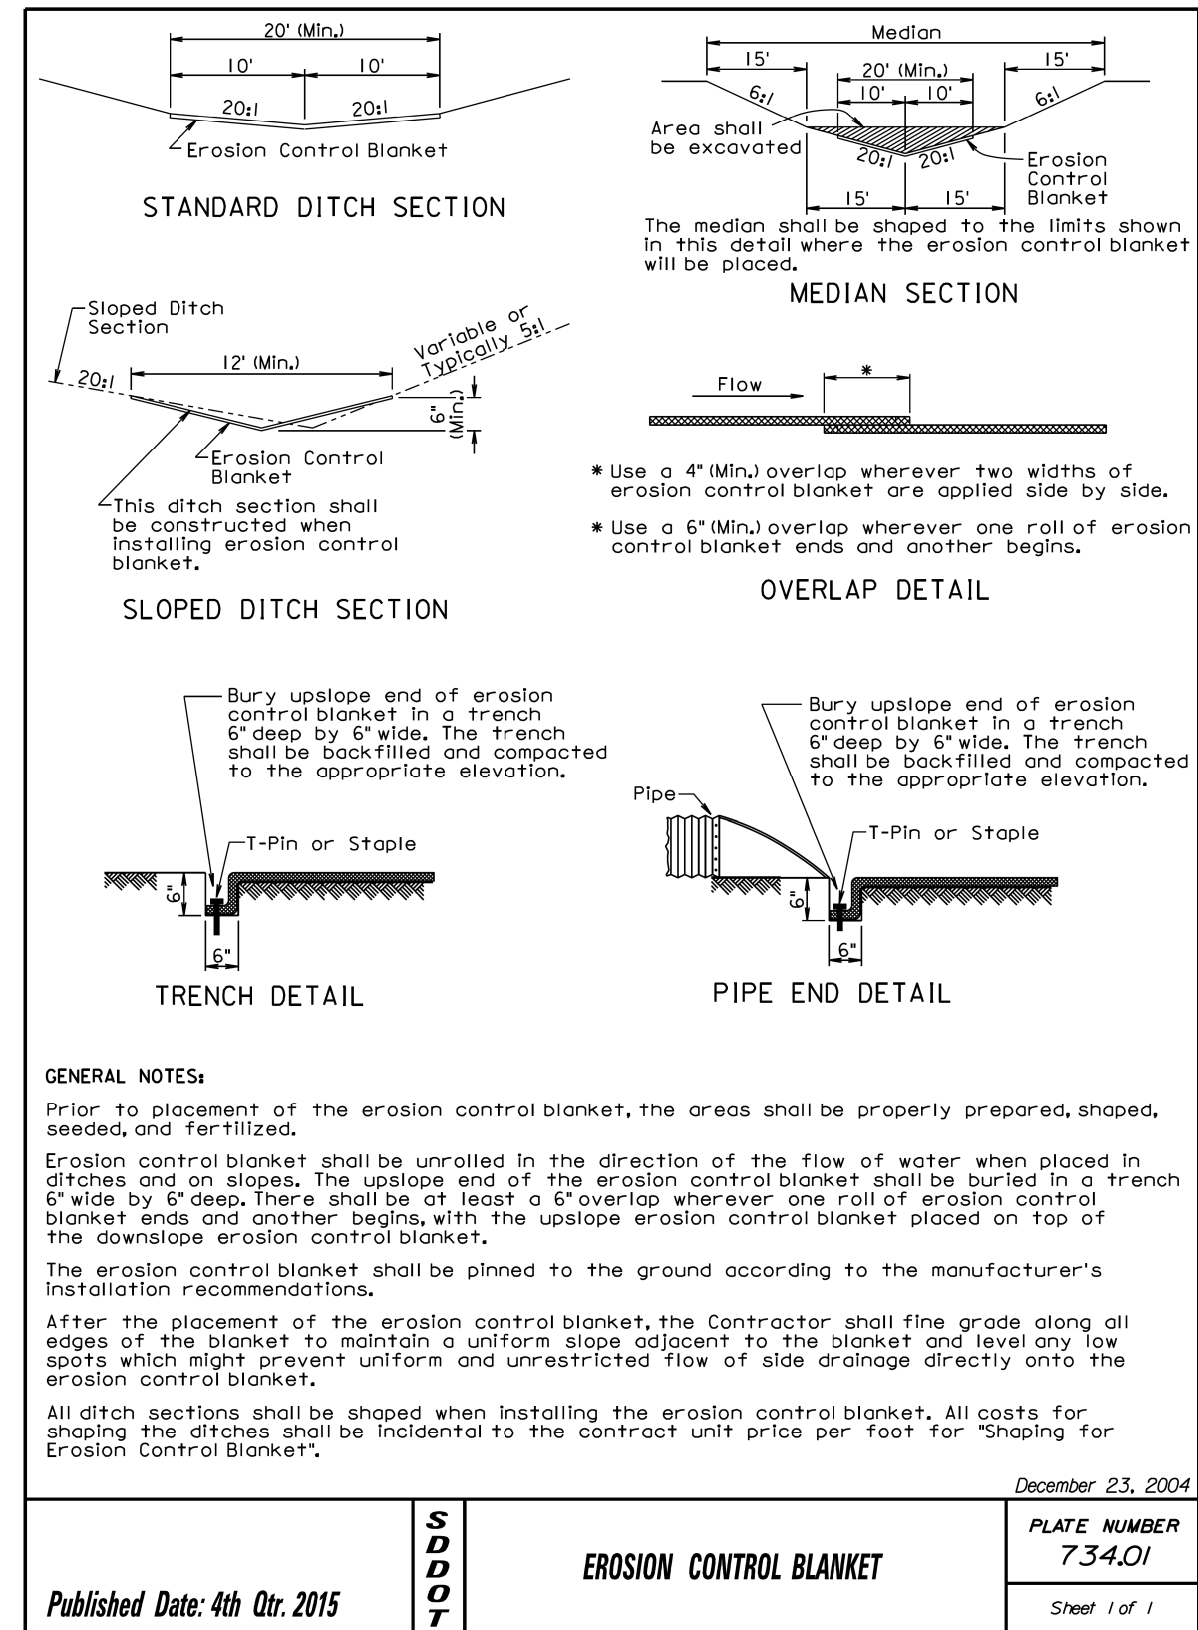 20' (Min.)
10' 10'
20:1 20:1
Erosion Control Blanket
STANDARD DITCH SECTION
Median
15' 15'
20' (Min.)
10' 10'
6:1 6:1
Area shall
be excavated
20:1 20:1
Erosion
Control
Blanket
15' 15'
The median shall be shaped to the limits shown
in this detail where the erosion control blanket
will be placed.
MEDIAN SECTION
Sloped Ditch
Section
Variable or
Typically 5:1
12' (Min.)
20:1
6"
(Min.)
Erosion Control
Blanket
This ditch section shall
be constructed when
installing erosion control
blanket.
SLOPED DITCH SECTION
*
Flow
* Use a 4" (Min.) overlap wherever two widths of
erosion control blanket are applied side by side.
* Use a 6" (Min.) overlap wherever one roll of erosion
control blanket ends and another begins.
OVERLAP DETAIL
Bury upslope end of erosion
control blanket in a trench
6" deep by 6" wide. The trench
shall be backfilled and compacted
to the appropriate elevation.
T-Pin or Staple
6"
6"
TRENCH DETAIL
Bury upslope end of erosion
control blanket in a trench
6" deep by 6" wide. The trench
shall be backfilled and compacted
to the appropriate elevation.
Pipe
T-Pin or Staple
6"
6"
PIPE END DETAIL
GENERAL NOTES:
Prior to placement of the erosion control blanket, the areas shall be properly prepared, shaped,
seeded, and fertilized.
Erosion control blanket shall be unrolled in the direction of the flow of water when placed in
ditches and on slopes. The upslope end of the erosion control blanket shall be buried in a trench
6" wide by 6" deep. There shall be at least a 6" overlap wherever one roll of erosion control
blanket ends and another begins, with the upslope erosion control blanket placed on top of
the downslope erosion control blanket.
The erosion control blanket shall be pinned to the ground according to the manufacturer's
installation recommendations.
After the placement of the erosion control blanket, the Contractor shall fine grade along all
edges of the blanket to maintain a uniform slope adjacent to the blanket and level any low
spots which might prevent uniform and unrestricted flow of side drainage directly onto the
erosion control blanket.
All ditch sections shall be shaped when installing the erosion control blanket. All costs for
shaping the ditches shall be incidental to the contract unit price per foot for "Shaping for
Erosion Control Blanket".
December 23, 2004
Published Date: 4th Qtr. 2015
SDDOT
EROSION CONTROL BLANKET
PLATE NUMBER
734.01
Sheet 1 of 1